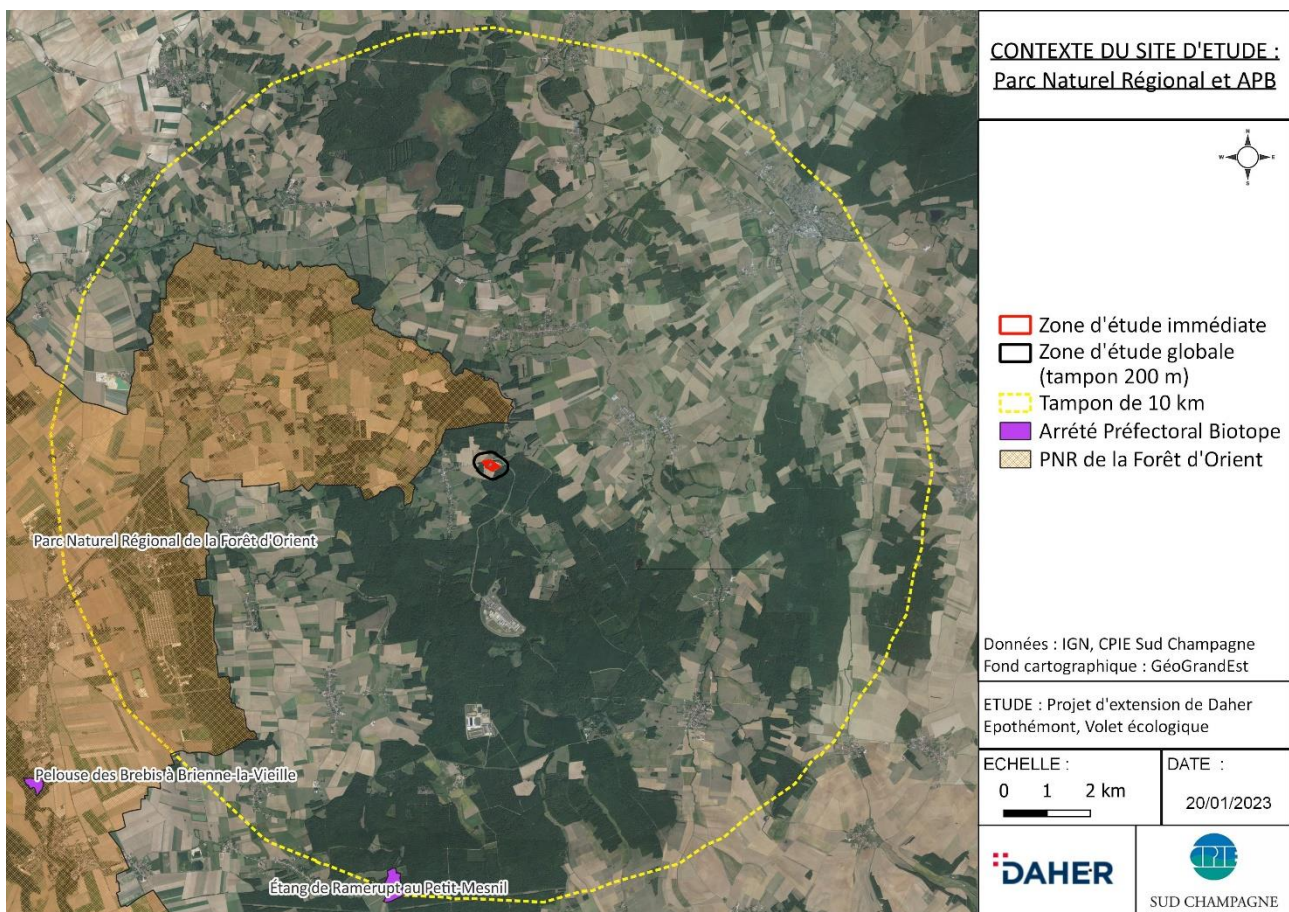 CONTEXTE DU SITE D'ETUDE :
Parc Naturel Régional et APB
N
W
E
S
Zone d'étude immédiate
Zone d'étude globale
(tampon 200 m)
Tampon de 10 km
Arrété Préfectoral Biotope
PNR de la Forêt d'Orient
Parc Naturel Régional de la Forêt d'Orient
Pelouse des Brebis à Brienne-la-Vieille
Étang de Ramerupt au Petit-Mesnil
Données : IGN, CPIE Sud Champagne
Fond cartographique : GéoGrandEst
ETUDE : Projet d'extension de Daher
Epothémont, Volet écologique
ECHELLE :
0 1 2 km
DATE :
20/01/2023
DAHER
CPIE
SUD CHAMPAGNE